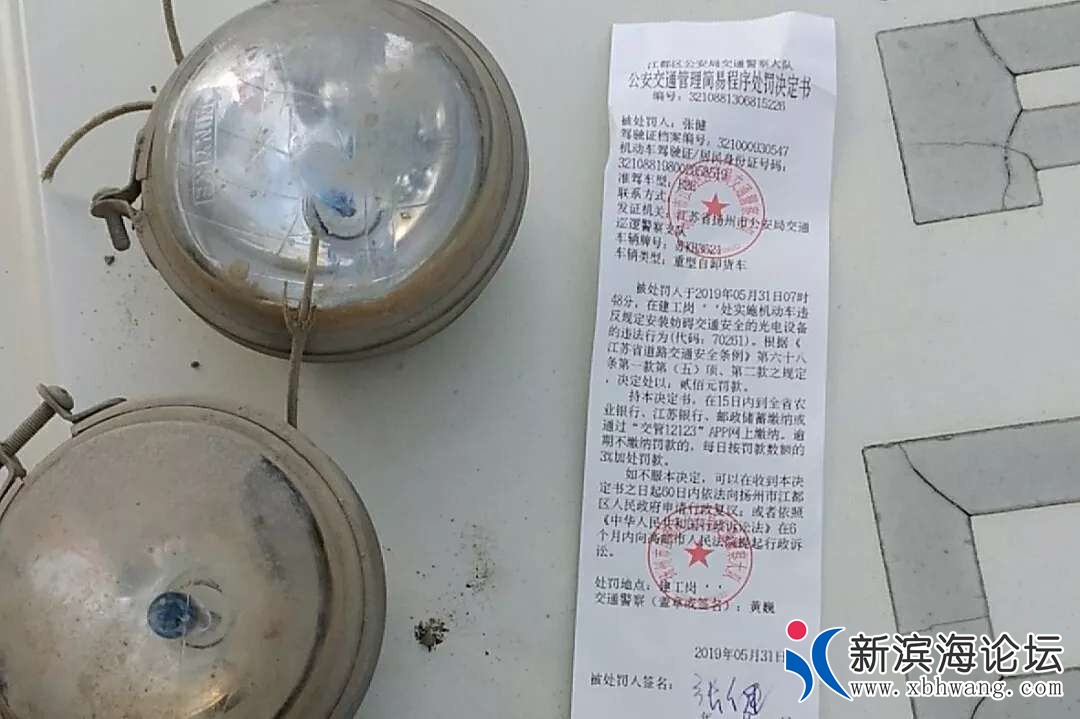 江都区公安局交通警察大队
公安交通管理简易程序处罚决定书
编号:3210881306815226
被处罚人:张健
驾驶证档案编号:321000930547
机动车驾驶证/居民身份证号码:
准驾车型:
联系方式
发证机关:江苏省扬州市公安局交通
巡逻警察支队
车辆牌号:
车辆类型:重型自卸货车
被处罚人于2019年05月31日07时
48分,在建工岗··处实施机动车违
反规定安装妨碍交通安全的光电设备
的违法行为(代码:70261)。根据《
江苏省道路交通安全条例》第六十八
条第一款第(五)项、第二款之规定
,决定处以,贰佰元罚款。
持本决定书,在15日内到全省农
业银行、江苏银行、邮政储蓄缴纳或
通过“交管12123”APP网上缴纳。逾
期不缴纳罚款的,每日按罚款数额的
3%加处罚款。
如不服本决定,可以在收到本决
定书之日起60日内依法向扬州市江都
区人民政府申请行政复议;或者依照
《中华人民共和国行政诉讼法》在6
个月内向高邮市人民法院提起行政诉
讼。
处罚地点:建工岗··
交通警察(盖章或签名):黄巍
2019年05月31日
被处罚人签名:张健
新滨海论坛
www.xbhwang.com